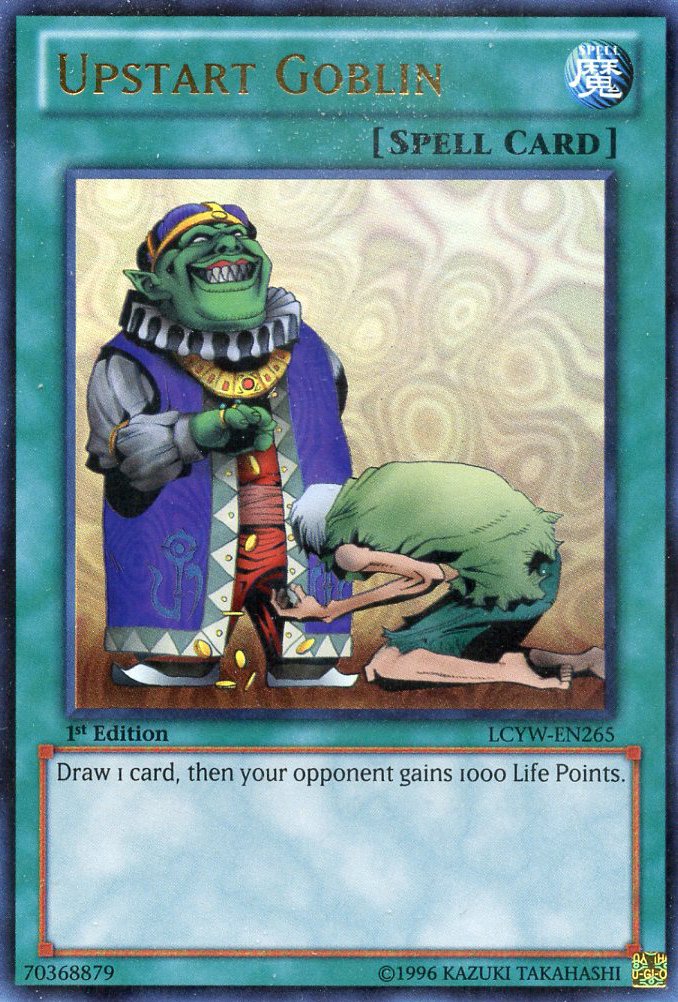 UPSTART GOBLIN
SPELL
魔
[SPELL CARD]
1st Edition
LCYW-EN265
Draw 1 card, then your opponent gains 1000 Life Points.
70368879
©1996 KAZUKI TAKAHASHI